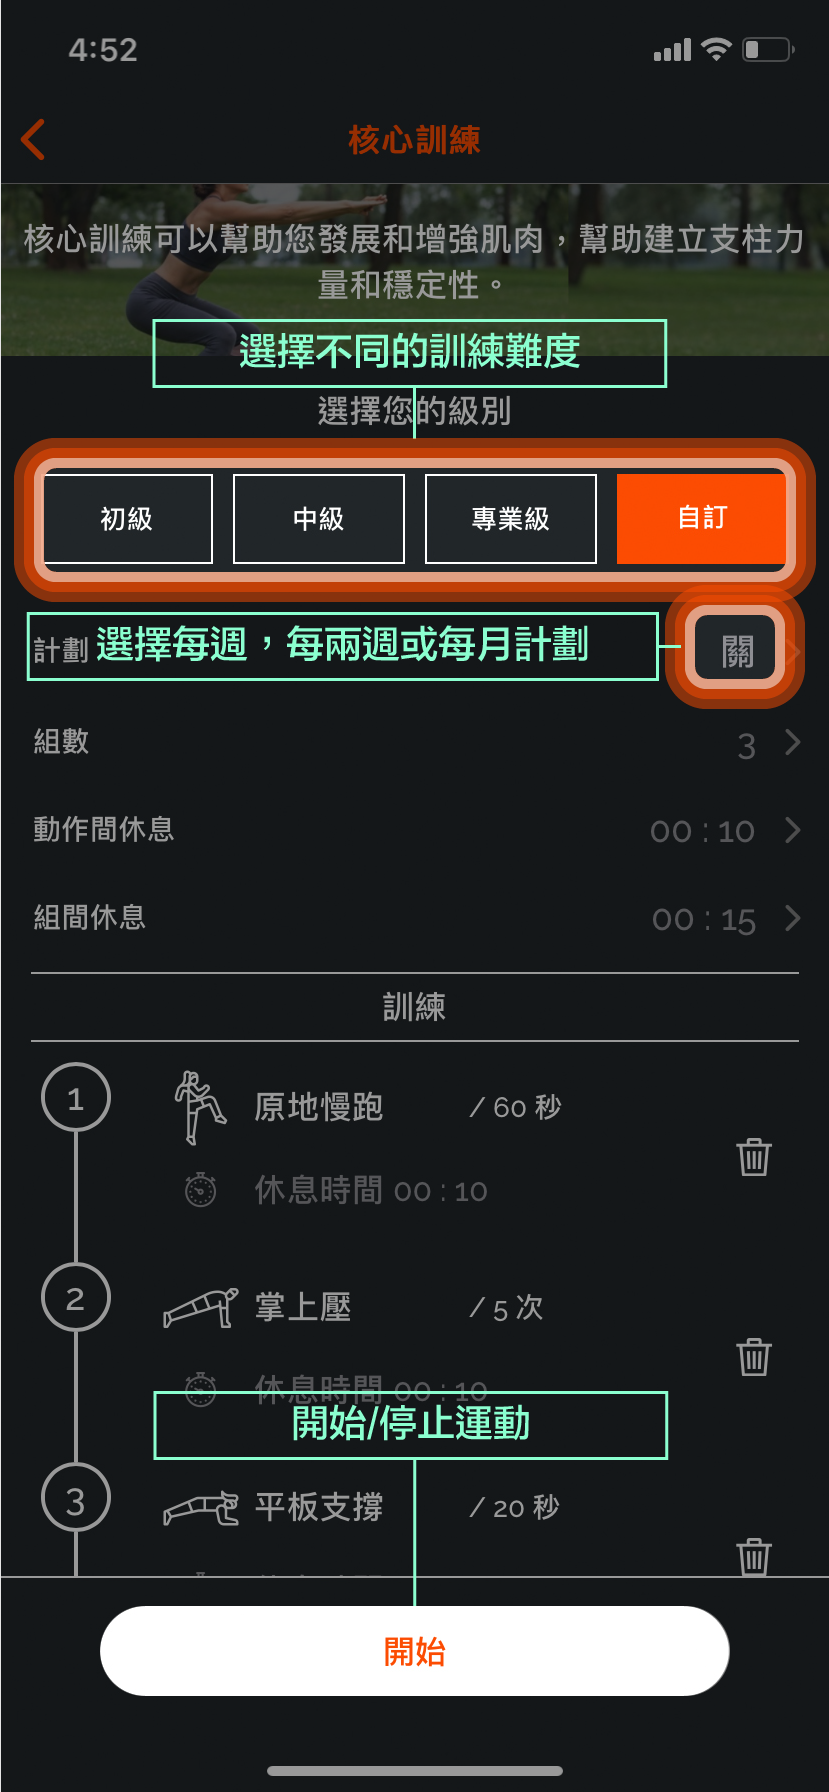 4:52
核心訓練
核心訓練可以幫助您發展和增強肌肉，幫助建立支柱力
量和穩定性。
選擇不同的訓練難度
選擇您的級別
初級
中級
專業級
自訂
計劃
選擇每週，每兩週或每月計劃
關
組數
3
動作間休息
00 : 10
組間休息
00 : 15
訓練
1
原地慢跑
/ 60 秒
休息時間 00 : 10
2
掌上壓
/ 5 次
休息時間 00 : 10
開始/停止運動
3
平板支撐
/ 20 秒
開始